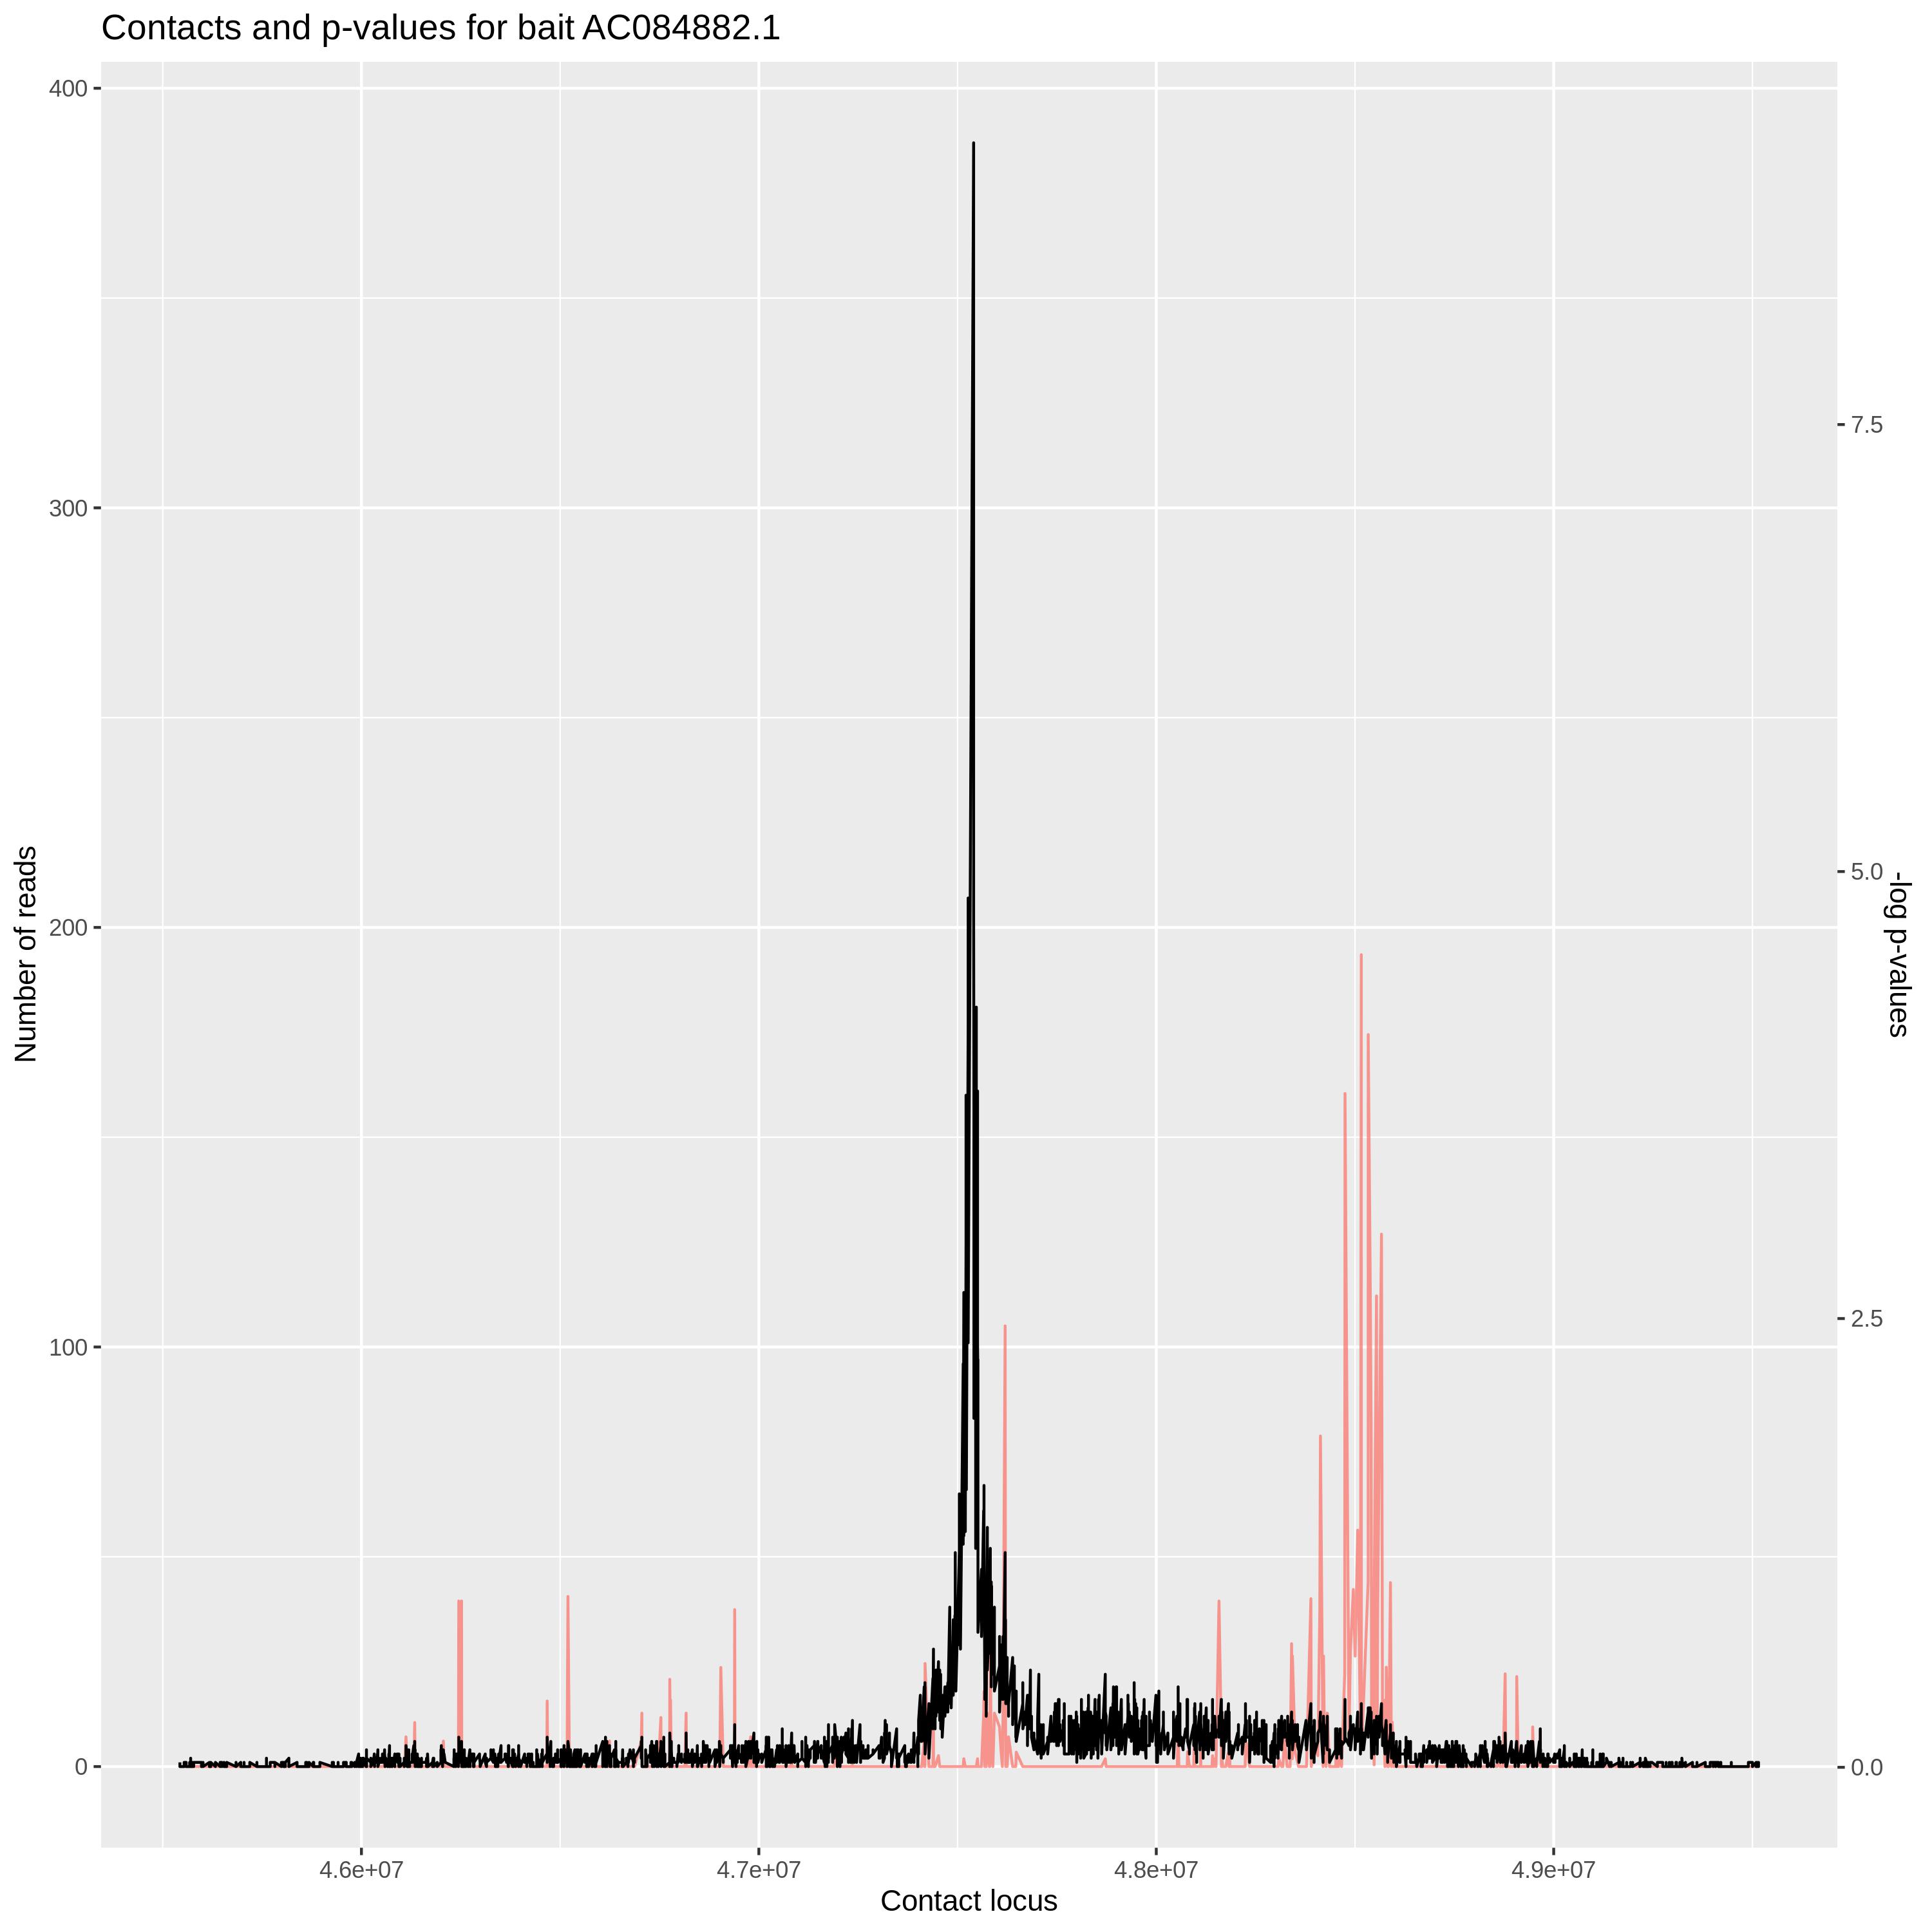 Contacts and p-values for bait AC084882.1
400
300
200
100
0
Number of reads
7.5
5.0
2.5
0.0
-log p-values
4.6e+07
4.7e+07
4.8e+07
4.9e+07
Contact locus